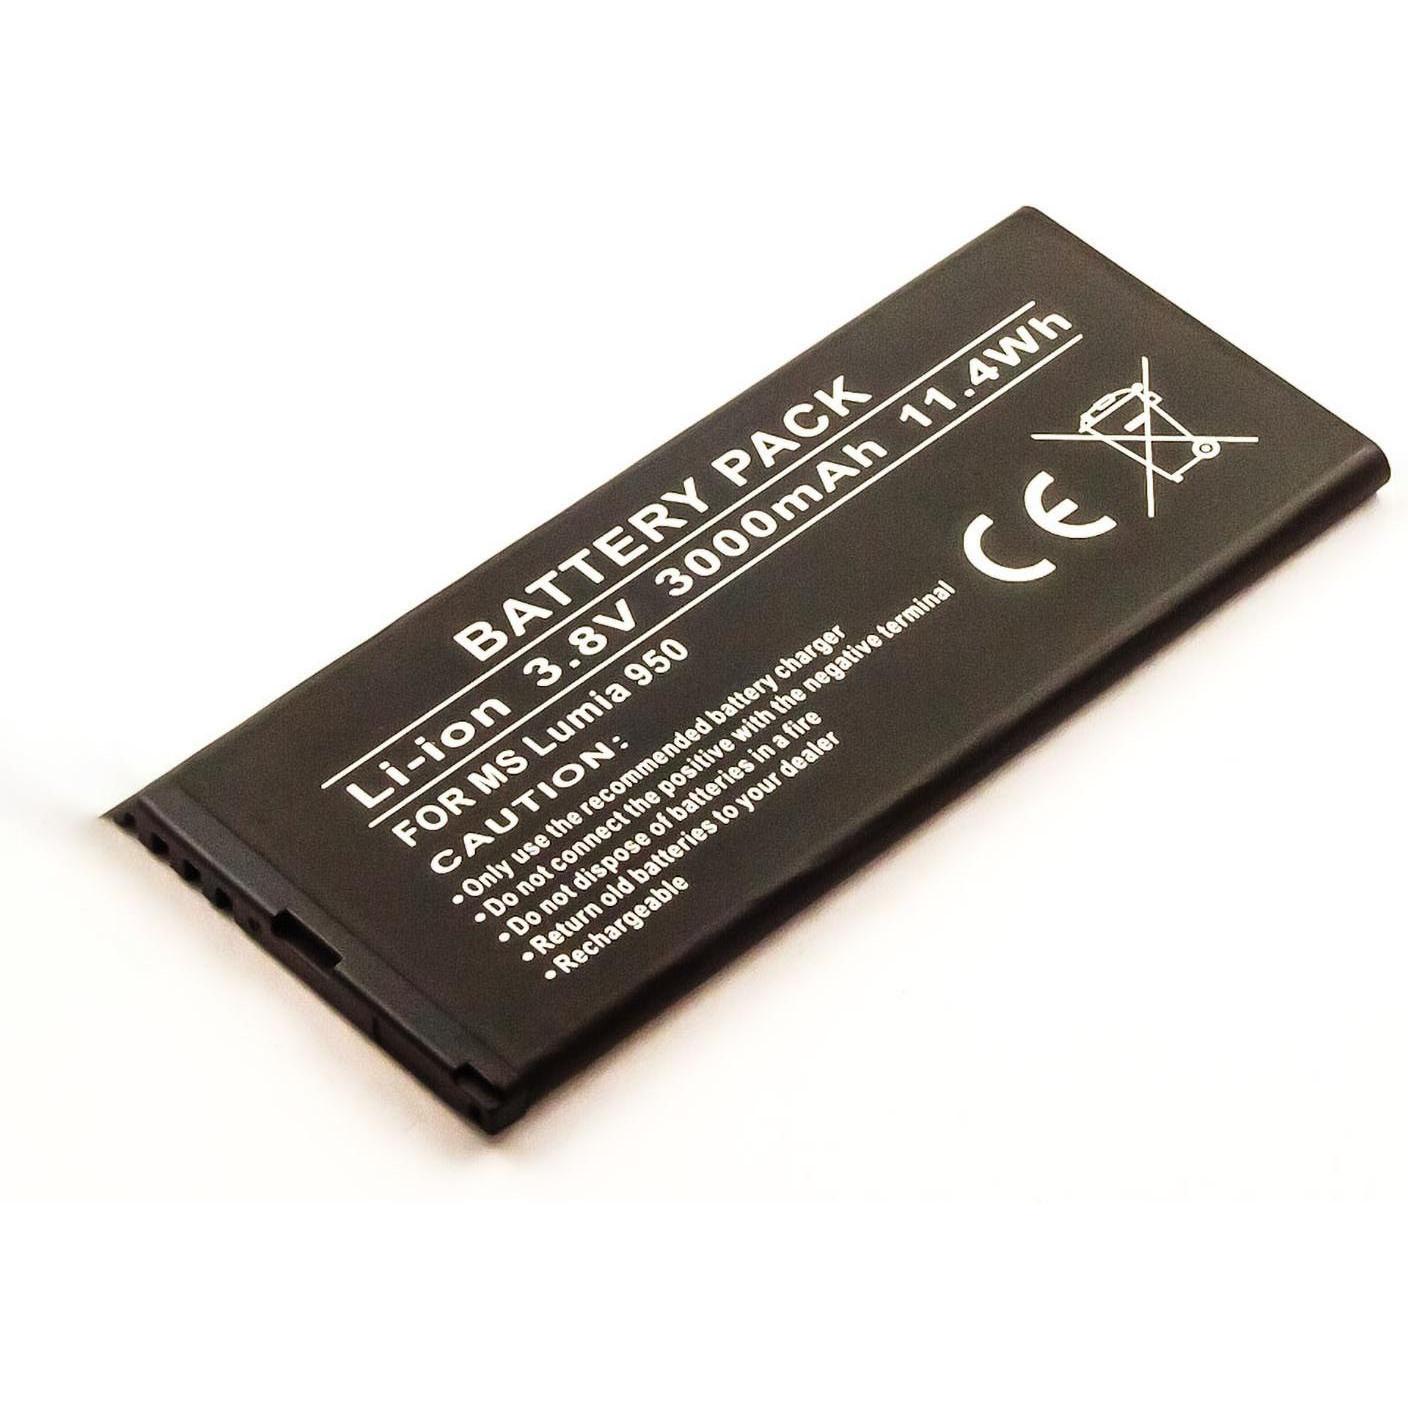 BATTERY PACK
Li-ion 3.8V 3000mAh 11.4Wh
FOR MS Lumia 950
CAUTION:
•Only use the recommended battery charger
•Do not connect the positive with the negative terminal
•Do not dispose of batteries in a fire
•Return old batteries to your dealer
•Rechargeable
CE